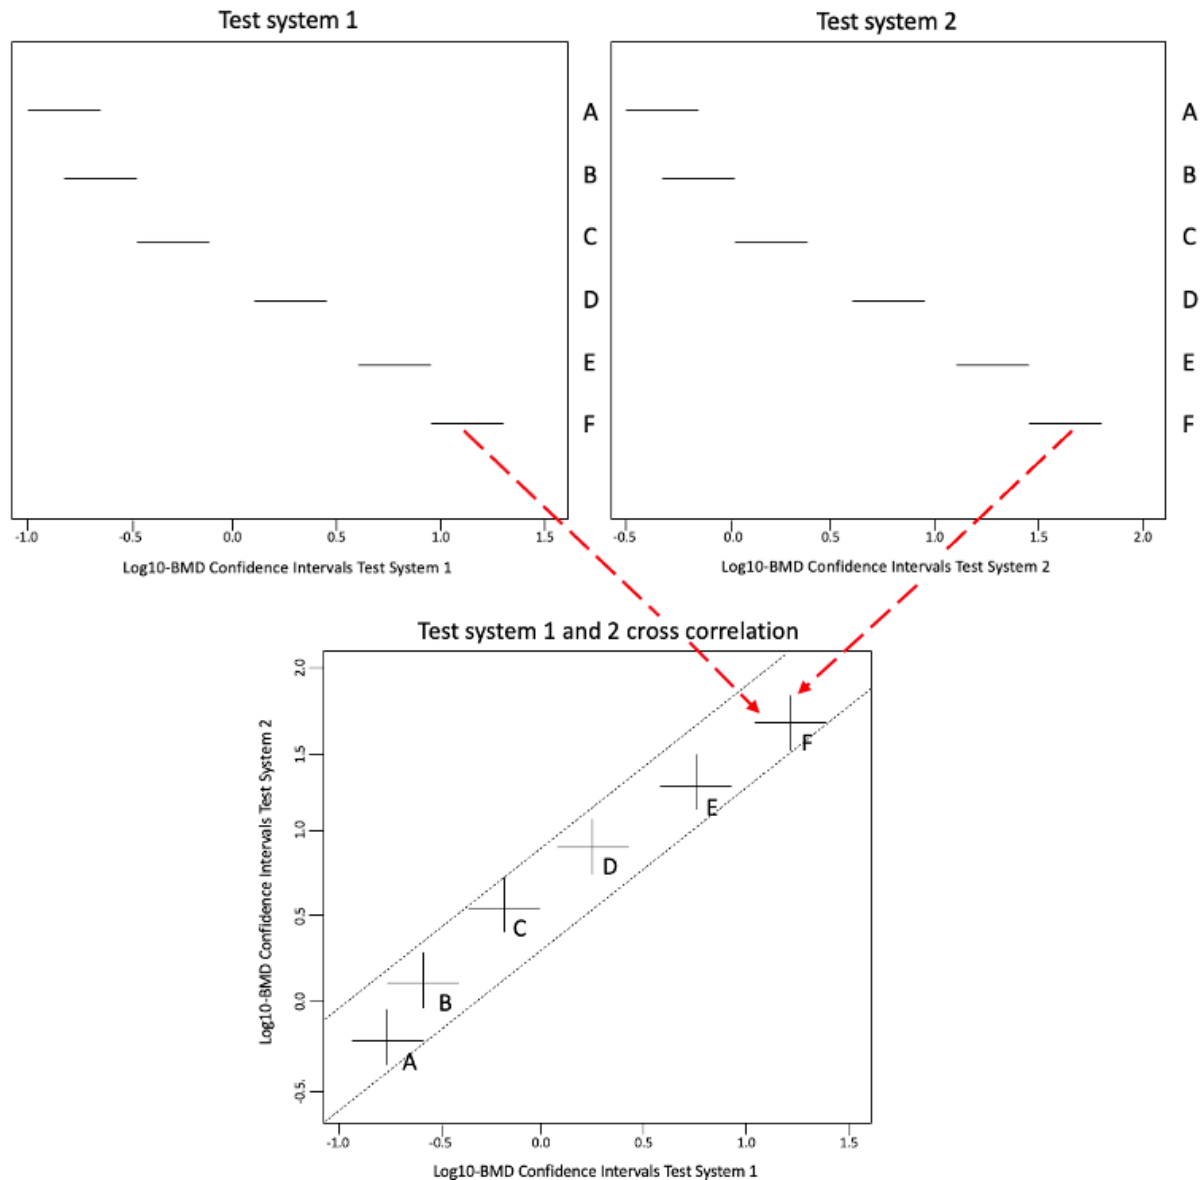 Test system 1
Test system 2
A
B
C
D
E
F
A
B
C
D
E
F
-1.0 -0.5 0.0 0.5 1.0 1.5
Log10-BMD Confidence Intervals Test System 1
-0.5 0.0 0.5 1.0 1.5 2.0
Log10-BMD Confidence Intervals Test System 2
Test system 1 and 2 cross correlation
Log10-BMD Confidence Intervals Test System 2
2.0
1.5
1.0
0.5
0.0
-0.5
F
E
D
C
B
A
-1.0 -0.5 0.0 0.5 1.0 1.5
Log10-BMD Confidence Intervals Test System 1